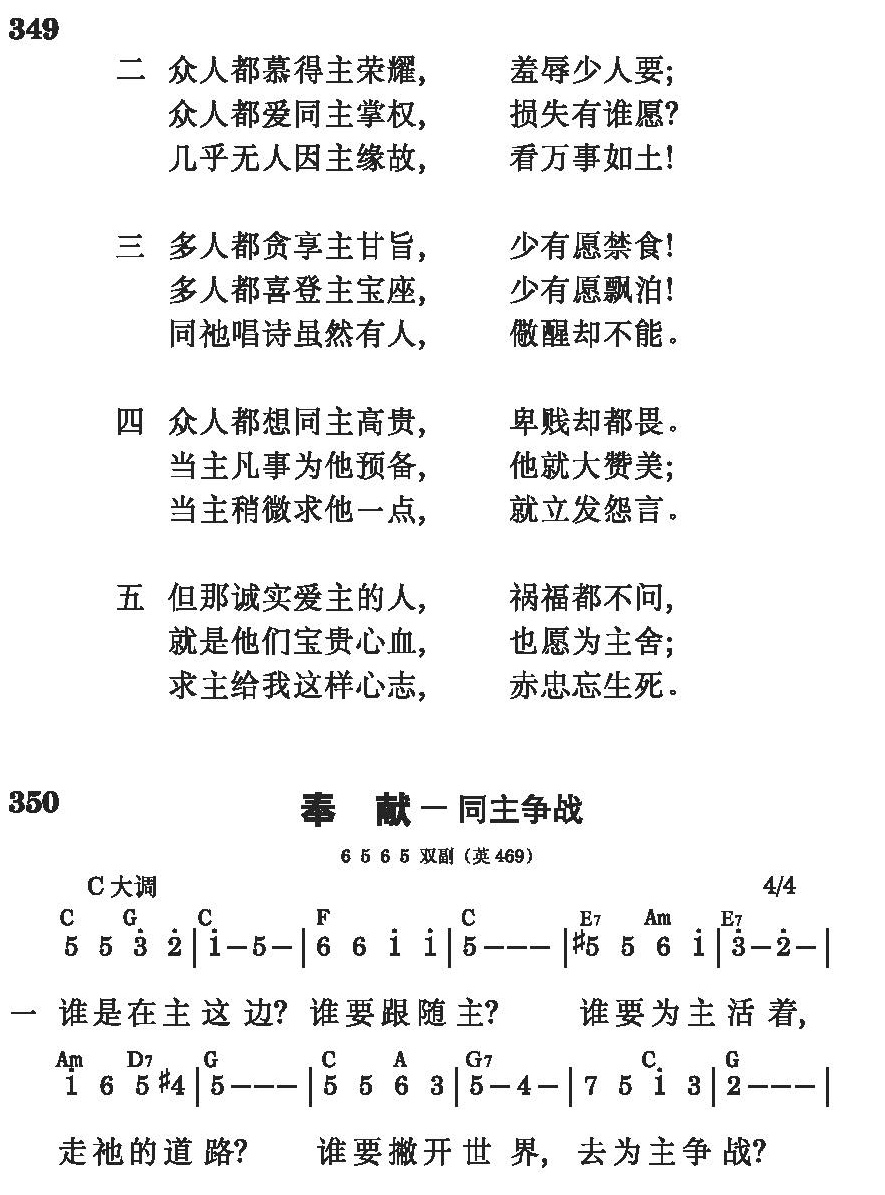 349
二 众人都慕得主荣耀, 羞辱少人要;
众人都爱同主掌权, 损失有谁愿?
几乎无人因主缘故, 看万事如土!
三 多人都贪享主甘旨, 少有愿禁食!
多人都喜登主宝座, 少有愿飘泊!
同祂唱诗虽然有人, 儆醒却不能。
四 众人都想同主高贵, 卑贱却都畏。
当主凡事为他预备, 他就大赞美;
当主稍微求他一点, 就立发怨言。
五 但那诚实爱主的人, 祸福都不问,
就是他们宝贵心血, 也愿为主舍;
求主给我这样心志, 赤忠忘生死。
350 奉 献—同主争战
6 5 6 5 双副（英 469）
C 大调 4/4
C G C F C E7 Am E7
5 5 3̇ 2̇ | 1̇ – 5 – | 6 6 1̇ 1̇ | 5 – – – | ♯5 5 6 1̇ | 3̇ – 2̇ – |
一 谁是在主这边? 谁要跟随主? 谁要为主活着,
Am D7 G C A G7 C G
1̇ 6 5 ♯4 | 5 – – – | 5 5 6 3 | 5 – 4 – | 7 5 1̇ 3 | 2 – – – |
走祂的道路? 谁要撇开世界, 去为主争战?